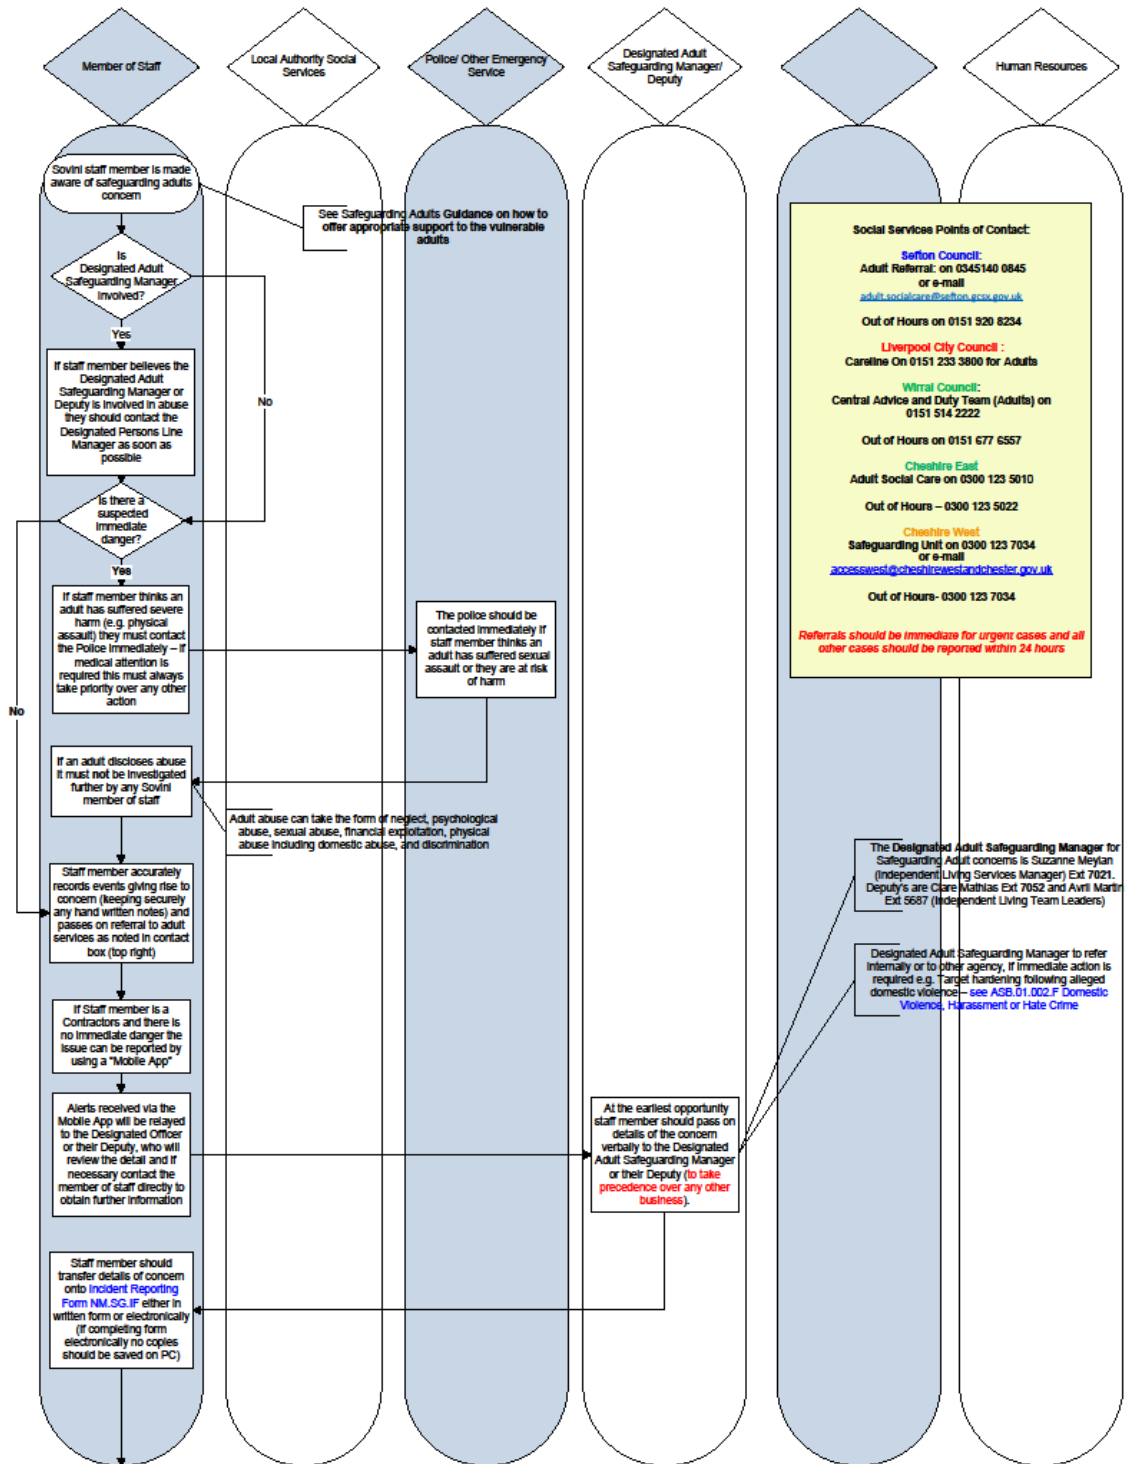 Member of Staff
Local Authority Social
Services
Police/ Other Emergency
Service
Designated Adult
Safeguarding Manager/
Deputy
Human Resources
Sovini staff member is made
aware of safeguarding adults
concern
See Safeguarding Adults Guidance on how to
offer appropriate support to the vulnerable
adults
Is
Designated Adult
Safeguarding Manager
involved?
Yes
No
If staff member believes the
Designated Adult
Safeguarding Manager or
Deputy is involved in abuse
they should contact the
Designated Persons Line
Manager as soon as
possible
Is there a
suspected
immediate
danger?
Yes
No
If staff member thinks an
adult has suffered severe
harm (e.g. physical
assault) they must contact
the Police immediately – if
medical attention is
required this must always
take priority over any other
action
The police should be
contacted immediately if
staff member thinks an
adult has suffered sexual
assault or they are at risk
of harm
If an adult discloses abuse
it must not be investigated
further by any Sovini
member of staff
Adult abuse can take the form of neglect, psychological
abuse, sexual abuse, financial exploitation, physical
abuse including domestic abuse, and discrimination
Staff member accurately
records events giving rise to
concern (keeping securely
any hand written notes) and
passes on referral to adult
services as noted in contact
box (top right)
If Staff member is a
Contractors and there is
no immediate danger the
issue can be reported by
using a "Mobile App"
Alerts received via the
Mobile App will be relayed
to the Designated Officer
or their Deputy, who will
review the detail and if
necessary contact the
member of staff directly to
obtain further information
At the earliest opportunity
staff member should pass on
details of the concern
verbally to the Designated
Adult Safeguarding Manager
or their Deputy (to take
precedence over any other
business).
Staff member should
transfer details of concern
onto Incident Reporting
Form NM.SG.IF either in
written form or electronically
(if completing form
electronically no copies
should be saved on PC)
Social Services Points of Contact:
Sefton Council:
Adult Referral: on 0345140 0845
or e-mail
adult.socialcare@sefton.gcsx.gov.uk
Out of Hours on 0151 920 8234
Liverpool City Council :
Careline On 0151 233 3800 for Adults
Wirral Council:
Central Advice and Duty Team (Adults) on
0151 514 2222
Out of Hours on 0151 677 6557
Cheshire East
Adult Social Care on 0300 123 5010
Out of Hours – 0300 123 5022
Cheshire West
Safeguarding Unit on 0300 123 7034
or e-mail
accesswest@cheshirewestandchester.gov.uk
Out of Hours- 0300 123 7034
Referrals should be immediate for urgent cases and all
other cases should be reported within 24 hours
The Designated Adult Safeguarding Manager for
Safeguarding Adult concerns is Suzanne Meylan
(Independent Living Services Manager) Ext 7021.
Deputy's are Clare Mathias Ext 7052 and Avril Martin
Ext 5687 (Independent Living Team Leaders)
Designated Adult Safeguarding Manager to refer
internally or to other agency, if immediate action is
required e.g. Target hardening following alleged
domestic violence – see ASB.01.002.F Domestic
Violence, Harassment or Hate Crime